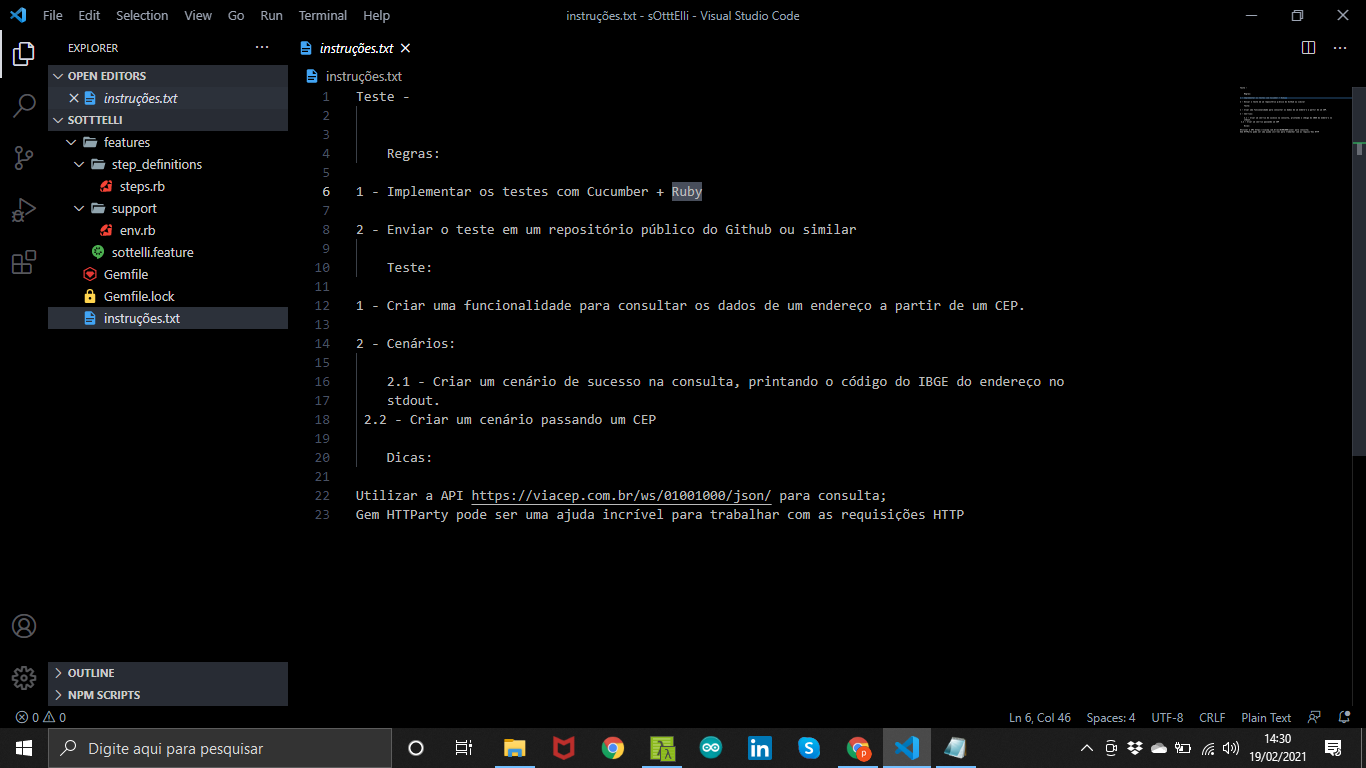 File Edit Selection View Go Run Terminal Help instruções.txt - sOtttElli - Visual Studio Code
EXPLORER
OPEN EDITORS
instruções.txt
SOTTTELLI
features
step_definitions
steps.rb
support
env.rb
sottelli.feature
Gemfile
Gemfile.lock
instruções.txt
OUTLINE
NPM SCRIPTS
instruções.txt
instruções.txt
1 Teste -
2
3
4 Regras:
5
6 1 - Implementar os testes com Cucumber + Ruby
7
8 2 - Enviar o teste em um repositório público do Github ou similar
9
10 Teste:
11
12 1 - Criar uma funcionalidade para consultar os dados de um endereço a partir de um CEP.
13
14 2 - Cenários:
15
16 2.1 - Criar um cenário de sucesso na consulta, printando o código do IBGE do endereço no
17 stdout.
18 2.2 - Criar um cenário passando um CEP
19
20 Dicas:
21
22 Utilizar a API https://viacep.com.br/ws/01001000/json/ para consulta;
23 Gem HTTParty pode ser uma ajuda incrível para trabalhar com as requisições HTTP
0 0 Ln 6, Col 46 Spaces: 4 UTF-8 CRLF Plain Text
Digite aqui para pesquisar
14:30
19/02/2021